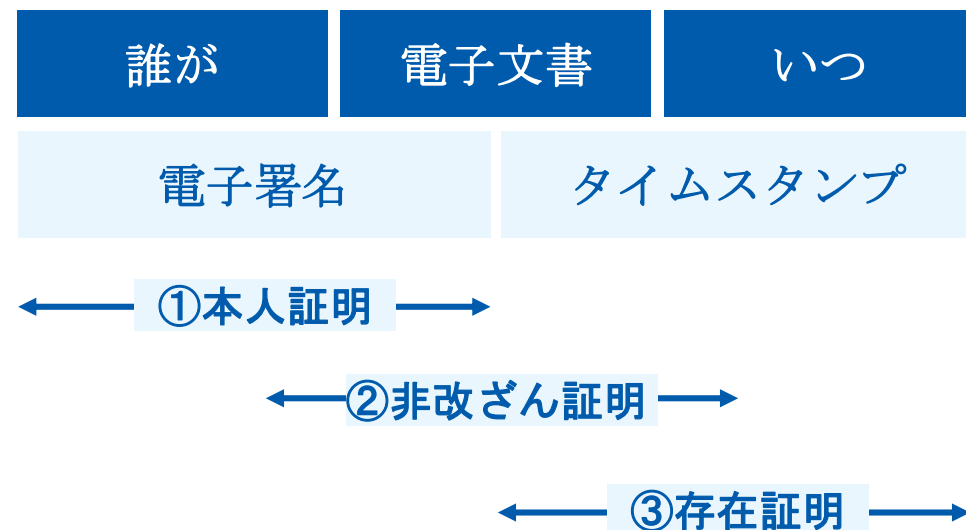 誰が
電子文書
いつ
電子署名
タイムスタンプ
①本人証明
②非改ざん証明
③存在証明